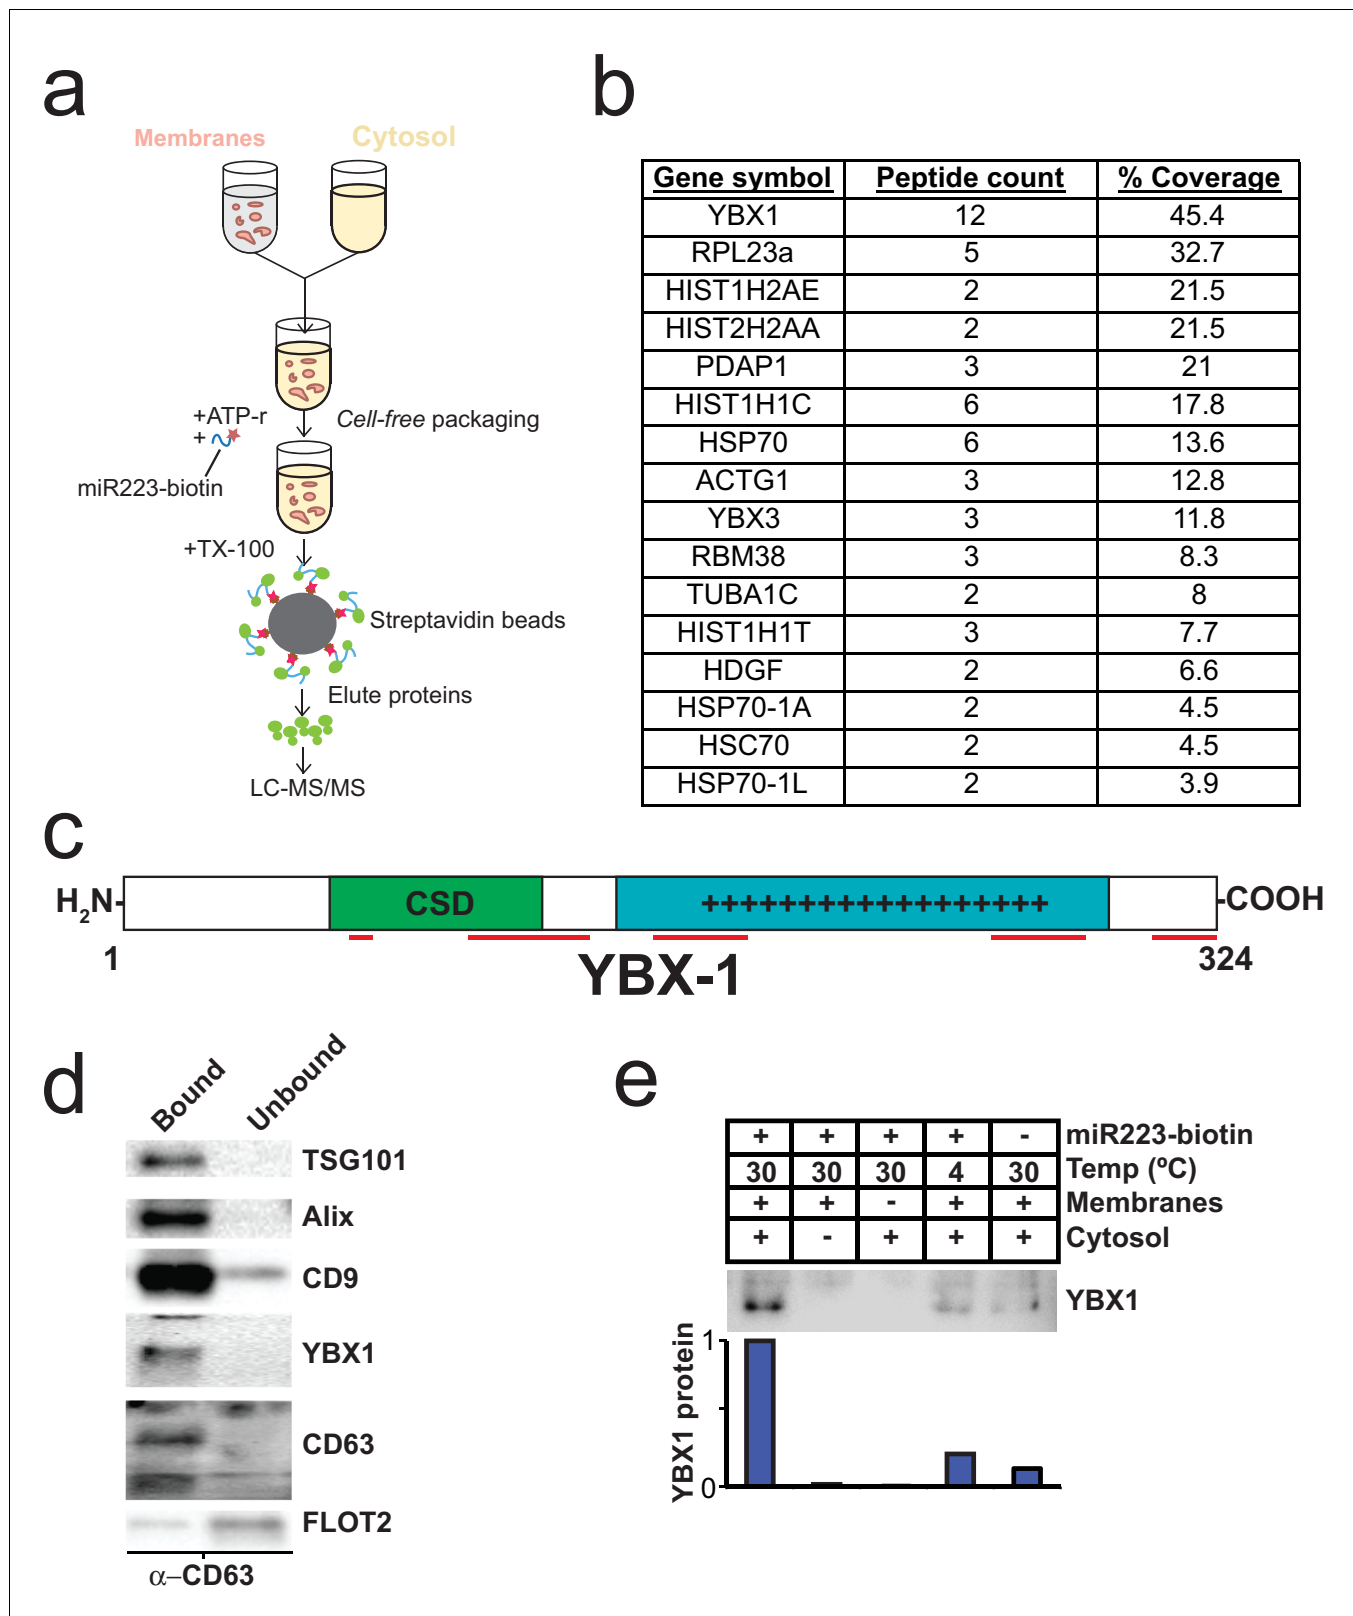 a
Membranes
Cytosol
+ATP-r
+
miR223-biotin
Cell-free packaging
+TX-100
Streptavidin beads
Elute proteins
LC-MS/MS
b
Gene symbol Peptide count % Coverage
YBX1 12 45.4
RPL23a 5 32.7
HIST1H2AE 2 21.5
HIST2H2AA 2 21.5
PDAP1 3 21
HIST1H1C 6 17.8
HSP70 6 13.6
ACTG1 3 12.8
YBX3 3 11.8
RBM38 3 8.3
TUBA1C 2 8
HIST1H1T 3 7.7
HDGF 2 6.6
HSP70-1A 2 4.5
HSC70 2 4.5
HSP70-1L 2 3.9
c
H2N- CSD ++++++++++++++++++ -COOH
1 YBX-1 324
d
Bound Unbound
TSG101
Alix
CD9
YBX1
CD63
FLOT2
α–CD63
e
+ + + + - miR223-biotin
30 30 30 4 30 Temp (ºC)
+ + - + + Membranes
+ - + + + Cytosol
YBX1
YBX1 protein
1
0